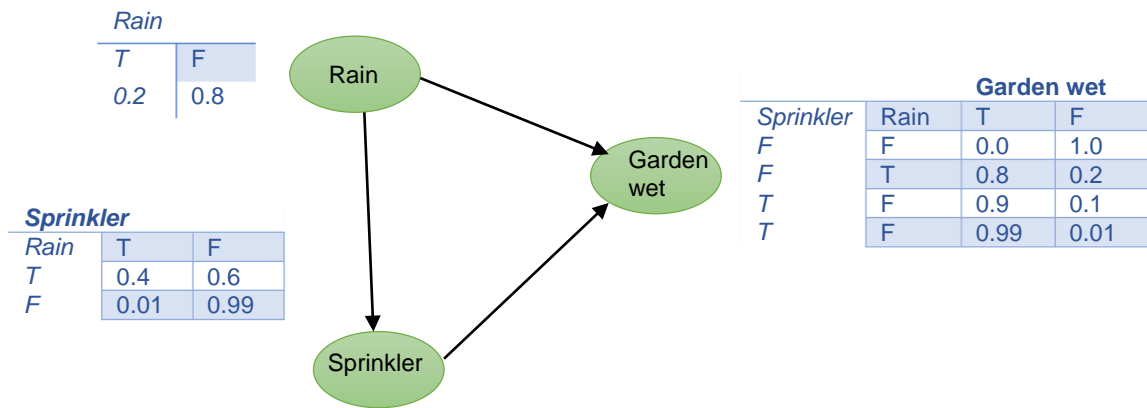 Rain
T F
0.2 0.8
Rain
Garden
wet
Garden wet
Sprinkler Rain T F
F F 0.0 1.0
F T 0.8 0.2
T F 0.9 0.1
T F 0.99 0.01
Sprinkler
Rain T F
T 0.4 0.6
F 0.01 0.99
Sprinkler